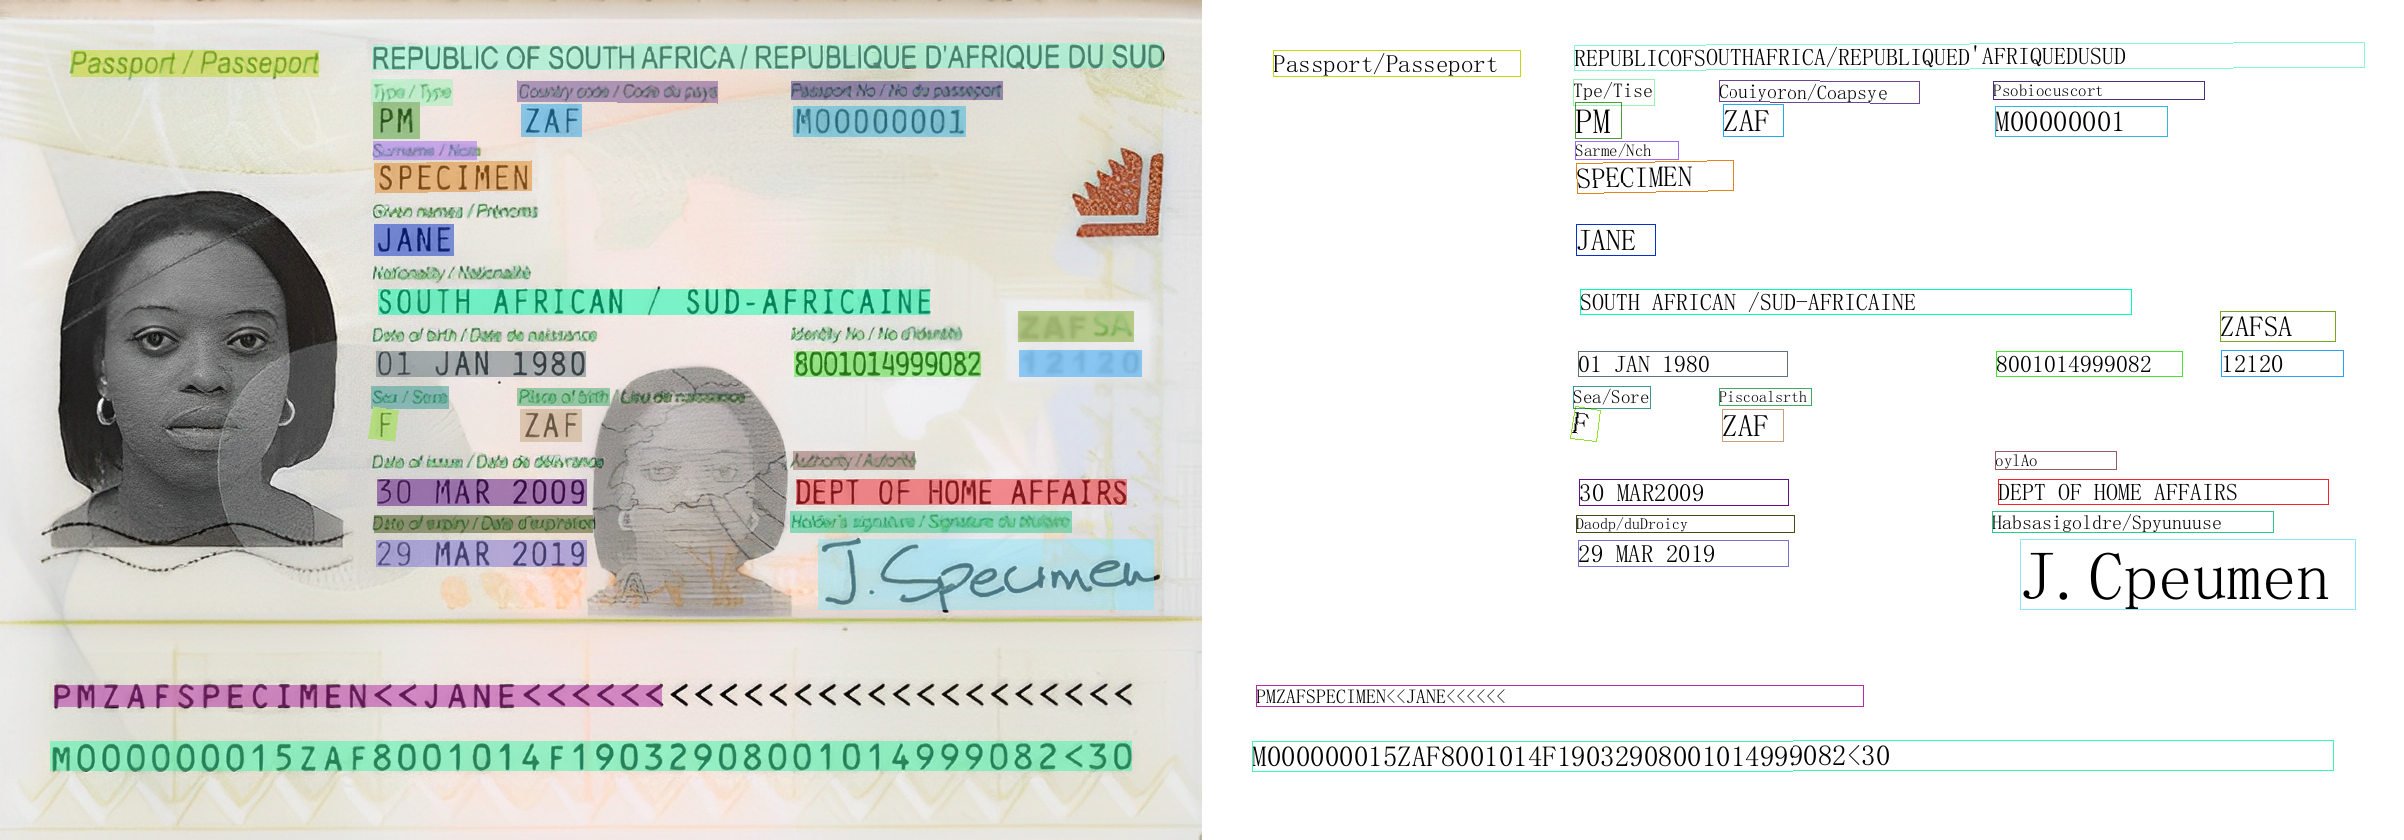 Passport / Passeport
REPUBLIC OF SOUTH AFRICA / REPUBLIQUE D'AFRIQUE DU SUD
Type / Type
Country code / Code du pays
Passport No / No du passeport
PM
ZAF
M00000001
Surname / Nom
SPECIMEN
Given names / Prénoms
JANE
Nationality / Nationalité
SOUTH AFRICAN / SUD-AFRICAINE
Date of birth / Date de naissance
Identity No / No d'identité
ZAFSA
01 JAN 1980
8001014999082
12120
F
Place of birth / Lieu de naissance
ZAF
Date of issue / Date de délivrance
Authority / Autorité
30 MAR 2009
DEPT OF HOME AFFAIRS
Date of expiry / Date d'expiration
Holder's signature / Signature du titulaire
29 MAR 2019
J. Specimen
PMZAFSPECIMEN<<JANE<<<<<<<<<<<<<<<<<<<<<<<<<
M000000015ZAF8001014F19032908001014999082<30
Passport/Passeport
REPUBLICOFSOUTHAFRICA/REPUBLIQUED'AFRIQUEDUSUD
Tpe/Tise
Couiyoron/Coapsye
Psobiocuscort
PM
ZAF
M00000001
Sarme/Nch
SPECIMEN
JANE
SOUTH AFRICAN /SUD-AFRICAINE
ZAFSA
01 JAN 1980
8001014999082
12120
Sea/Sore
Piscoalsrth
F
ZAF
oylAo
30 MAR2009
DEPT OF HOME AFFAIRS
Daodp/duDroicy
Habsasigoldre/Spyunuuse
29 MAR 2019
J.Cpeumen
PMZAFSPECIMEN<<JANE<<<<<<
M000000015ZAF8001014F19032908001014999082<30